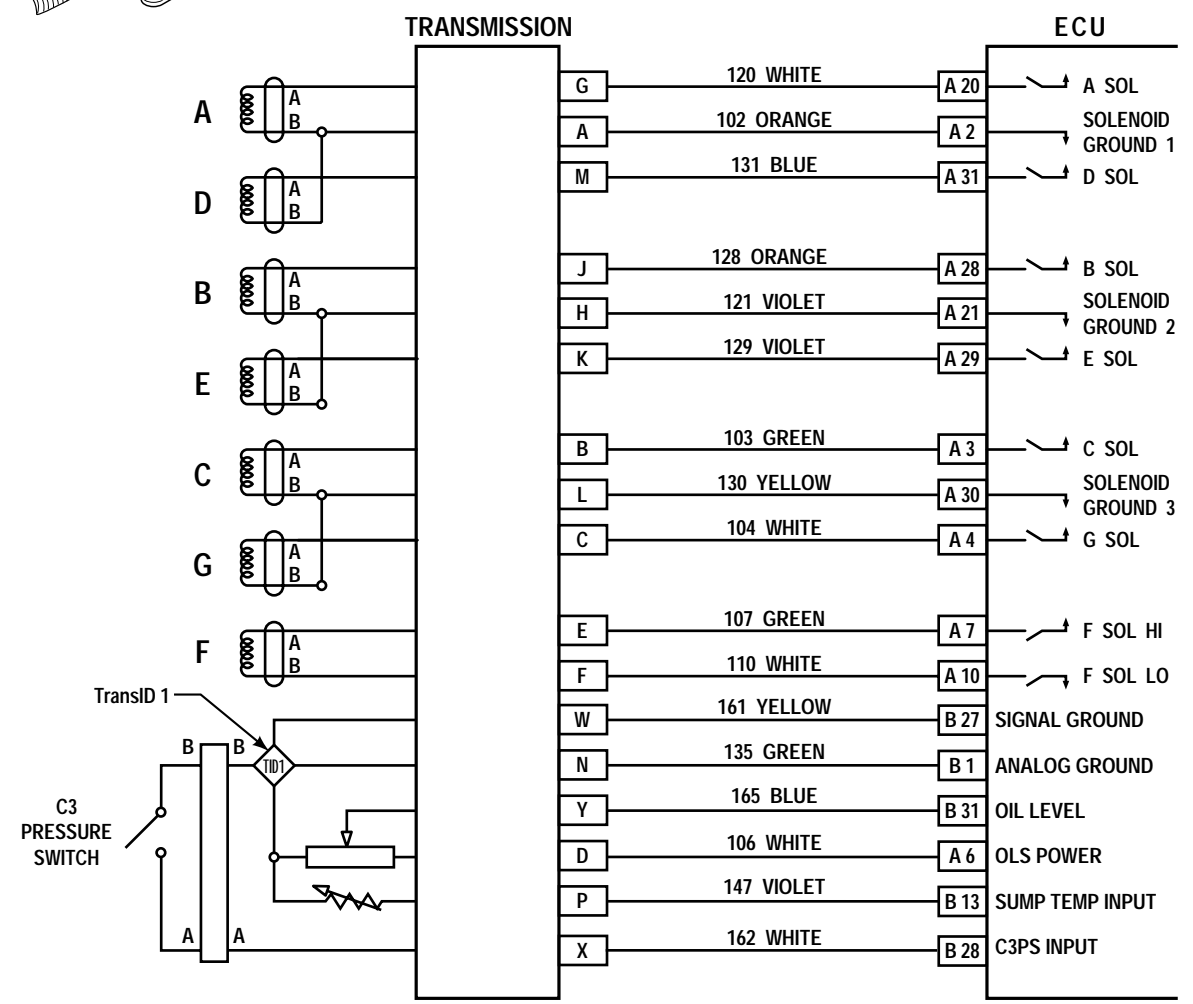 TRANSMISSION
ECU
A
A
B
G
120 WHITE
A 20
A SOL
A
102 ORANGE
A 2
SOLENOID
GROUND 1
D
A
B
M
131 BLUE
A 31
D SOL
B
A
B
J
128 ORANGE
A 28
B SOL
H
121 VIOLET
A 21
SOLENOID
GROUND 2
E
A
B
K
129 VIOLET
A 29
E SOL
C
A
B
B
103 GREEN
A 3
C SOL
L
130 YELLOW
A 30
SOLENOID
GROUND 3
G
A
B
C
104 WHITE
A 4
G SOL
F
A
B
E
107 GREEN
A 7
F SOL HI
F
110 WHITE
A 10
F SOL LO
TransID 1
W
161 YELLOW
B 27
SIGNAL GROUND
B
B
TID1
N
135 GREEN
B 1
ANALOG GROUND
C3
PRESSURE
SWITCH
Y
165 BLUE
B 31
OIL LEVEL
D
106 WHITE
A 6
OLS POWER
P
147 VIOLET
B 13
SUMP TEMP INPUT
A
A
X
162 WHITE
B 28
C3PS INPUT